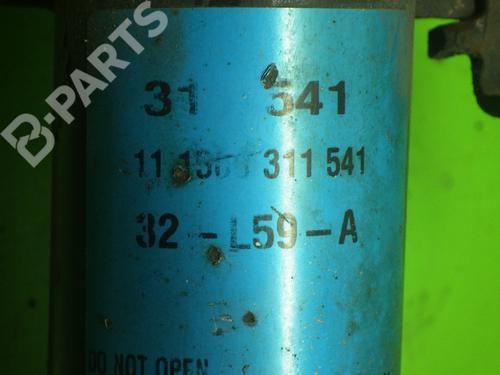 B-PARTS
31 541
11 311 541
32-L59-A
DO NOT OPEN